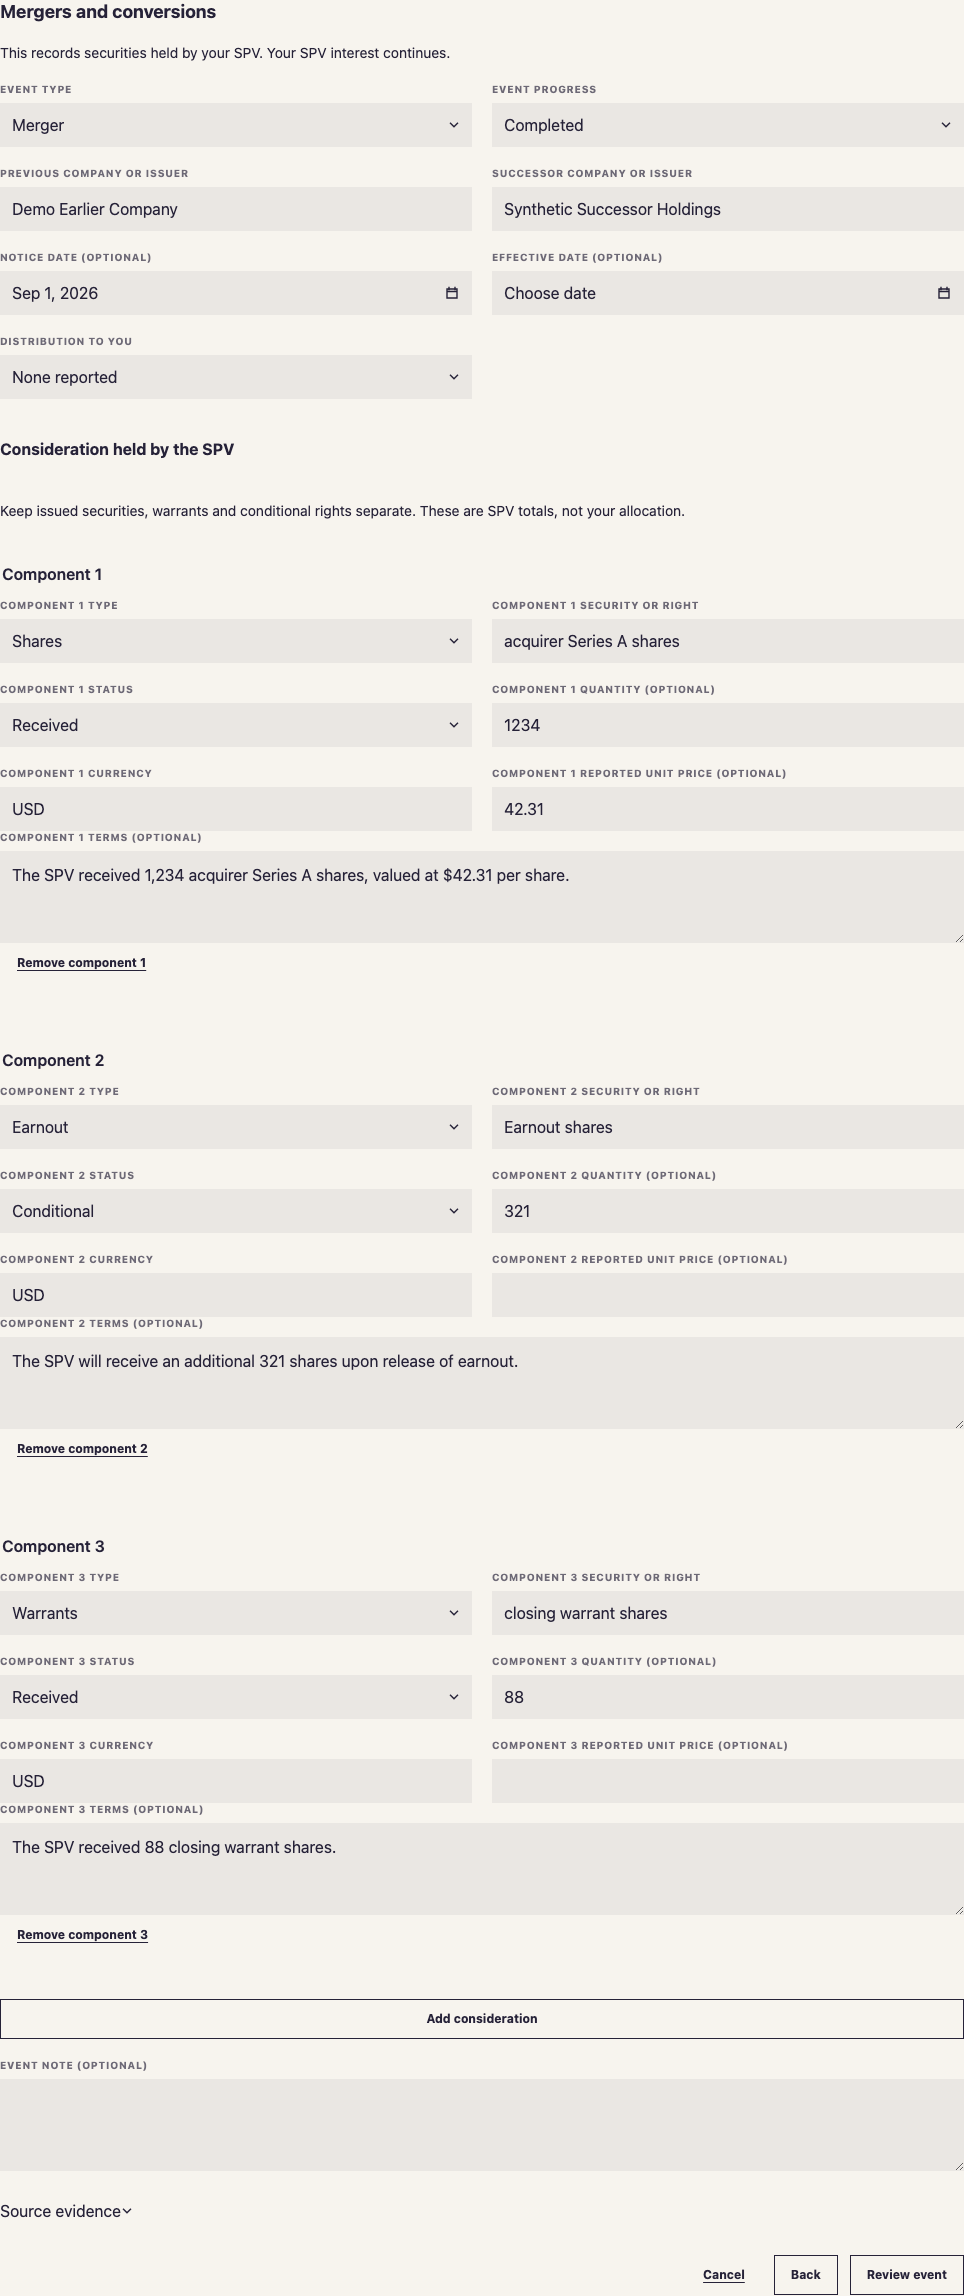 Mergers and conversions
This records securities held by your SPV. Your SPV interest continues.
EVENT TYPE
EVENT PROGRESS
Merger
Completed
PREVIOUS COMPANY OR ISSUER
SUCCESSOR COMPANY OR ISSUER
Demo Earlier Company
Synthetic Successor Holdings
NOTICE DATE (OPTIONAL)
EFFECTIVE DATE (OPTIONAL)
Sep 1, 2026
Choose date
DISTRIBUTION TO YOU
None reported
Consideration held by the SPV
Keep issued securities, warrants and conditional rights separate. These are SPV totals, not your allocation.
Component 1
COMPONENT 1 TYPE
COMPONENT 1 SECURITY OR RIGHT
Shares
acquirer Series A shares
COMPONENT 1 STATUS
COMPONENT 1 QUANTITY (OPTIONAL)
Received
1234
COMPONENT 1 CURRENCY
COMPONENT 1 REPORTED UNIT PRICE (OPTIONAL)
USD
42.31
COMPONENT 1 TERMS (OPTIONAL)
The SPV received 1,234 acquirer Series A shares, valued at $42.31 per share.
Remove component 1
Component 2
COMPONENT 2 TYPE
COMPONENT 2 SECURITY OR RIGHT
Earnout
Earnout shares
COMPONENT 2 STATUS
COMPONENT 2 QUANTITY (OPTIONAL)
Conditional
321
COMPONENT 2 CURRENCY
COMPONENT 2 REPORTED UNIT PRICE (OPTIONAL)
USD
COMPONENT 2 TERMS (OPTIONAL)
The SPV will receive an additional 321 shares upon release of earnout.
Remove component 2
Component 3
COMPONENT 3 TYPE
COMPONENT 3 SECURITY OR RIGHT
Warrants
closing warrant shares
COMPONENT 3 STATUS
COMPONENT 3 QUANTITY (OPTIONAL)
Received
88
COMPONENT 3 CURRENCY
COMPONENT 3 REPORTED UNIT PRICE (OPTIONAL)
USD
COMPONENT 3 TERMS (OPTIONAL)
The SPV received 88 closing warrant shares.
Remove component 3
Add consideration
EVENT NOTE (OPTIONAL)
Source evidence
Cancel
Back
Review event